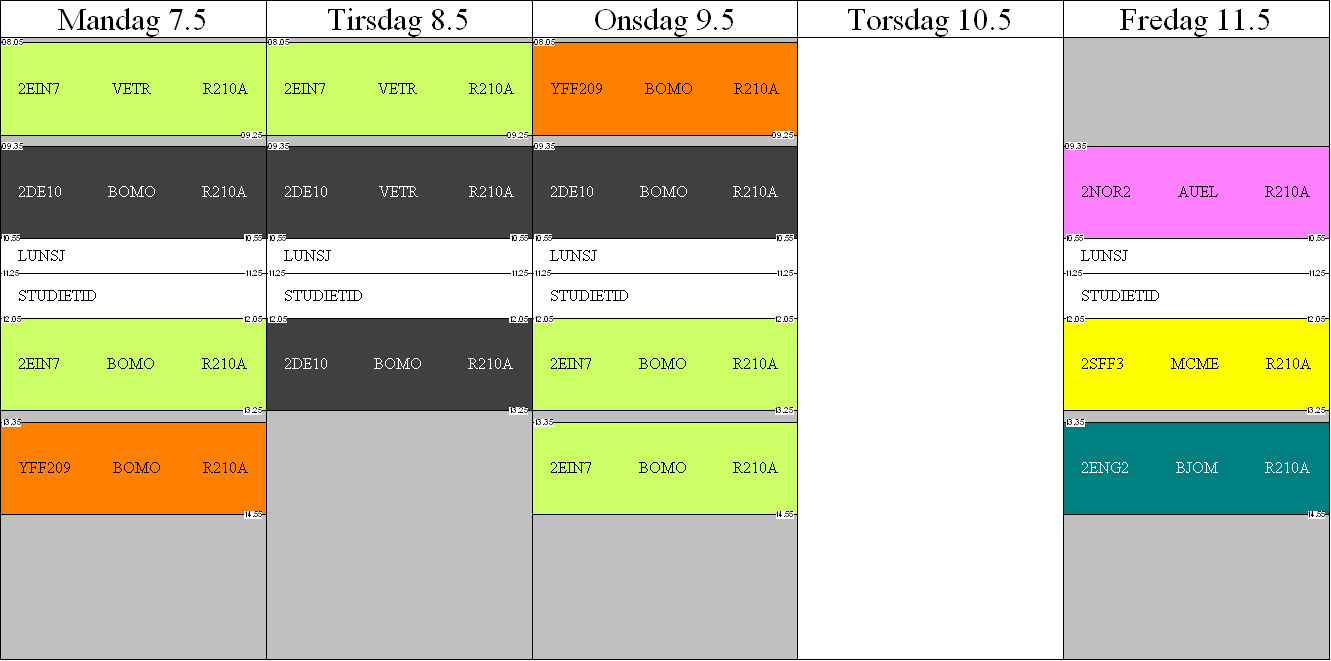 Mandag 7.5 Tirsdag 8.5 Onsdag 9.5 Torsdag 10.5 Fredag 11.5
08.05 08.05 08.05
2EIN7 VETR R210A 2EIN7 VETR R210A YFF209 BOMO R210A
09.25 09.25 09.25
09.35 09.35 09.35 09.35
2DE10 BOMO R210A 2DE10 VETR R210A 2DE10 BOMO R210A 2NOR2 AUEL R210A
10.55 10.55 10.55 10.55 10.55 10.55 10.55 10.55
LUNSJ LUNSJ LUNSJ LUNSJ
11.25 11.25 11.25 11.25 11.25 11.25 11.25 11.25
STUDIETID STUDIETID STUDIETID STUDIETID
12.05 12.05 12.05 12.05 12.05 12.05 12.05 12.05
2EIN7 BOMO R210A 2DE10 BOMO R210A 2EIN7 BOMO R210A 2SFF3 MCME R210A
13.25 13.25 13.25 13.25
13.35 13.35 13.35
YFF209 BOMO R210A 2EIN7 BOMO R210A 2ENG2 BJOM R210A
14.55 14.55 14.55